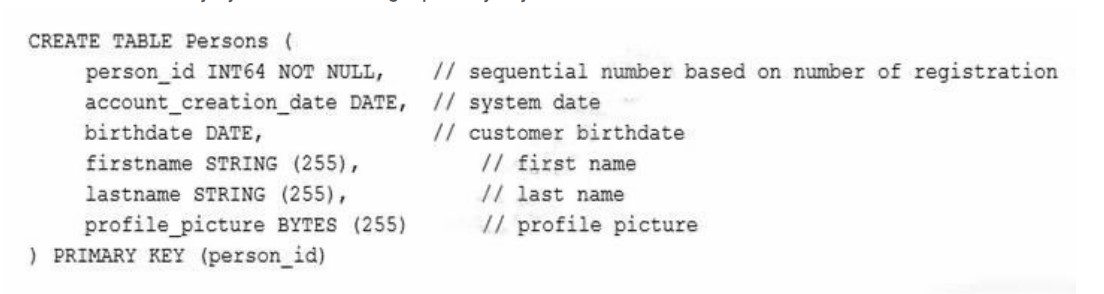 CREATE TABLE Persons (
person_id INT64 NOT NULL, // sequential number based on number of registration
account_creation_date DATE, // system date
birthdate DATE, // customer birthdate
firstname STRING (255), // first name
lastname STRING (255), // last name
profile_picture BYTES (255) // profile picture
) PRIMARY KEY (person_id)